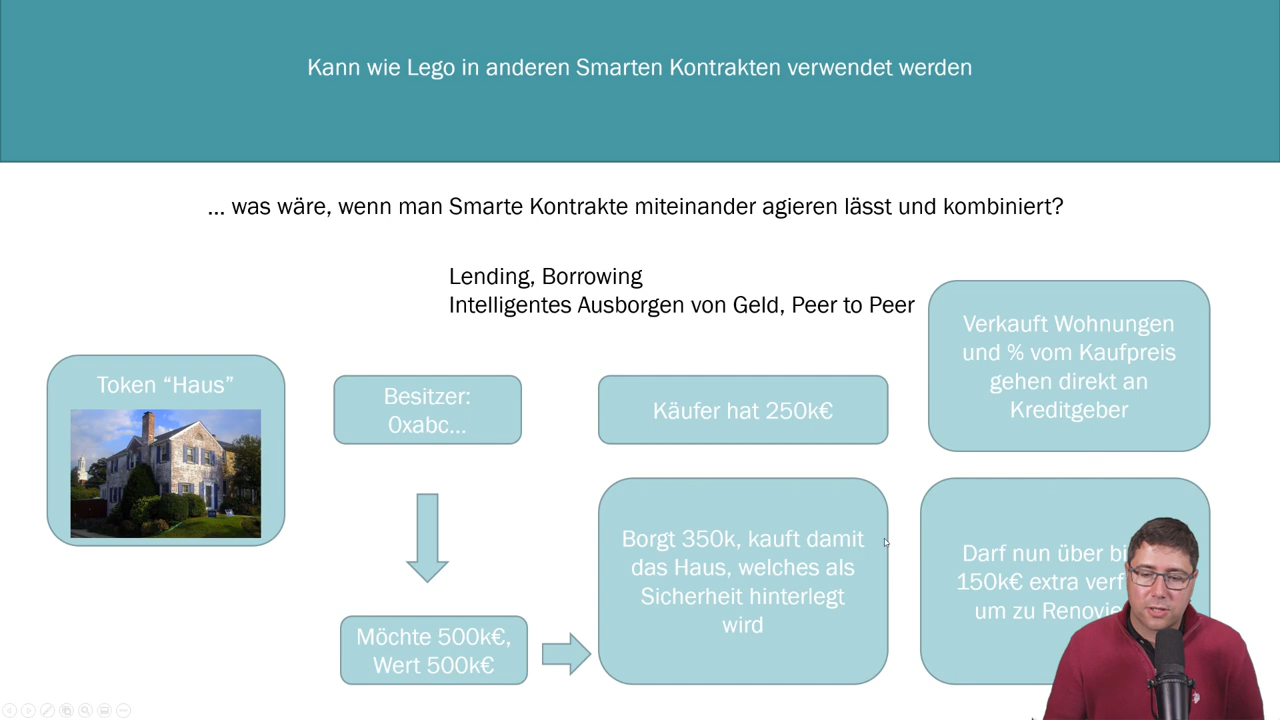 Kann wie Lego in anderen Smarten Kontrakten verwendet werden
... was wäre, wenn man Smarte Kontrakte miteinander agieren lässt und kombiniert?
Lending, Borrowing
Intelligentes Ausborgen von Geld, Peer to Peer
Token “Haus”
Besitzer:
0xabc...
Möchte 500k€,
Wert 500k€
Käufer hat 250k€
Borgt 350k, kauft damit
das Haus, welches als
Sicherheit hinterlegt
wird
Verkauft Wohnungen
und % vom Kaufpreis
gehen direkt an
Kreditgeber
Darf nun über
150k€ extra
um zu